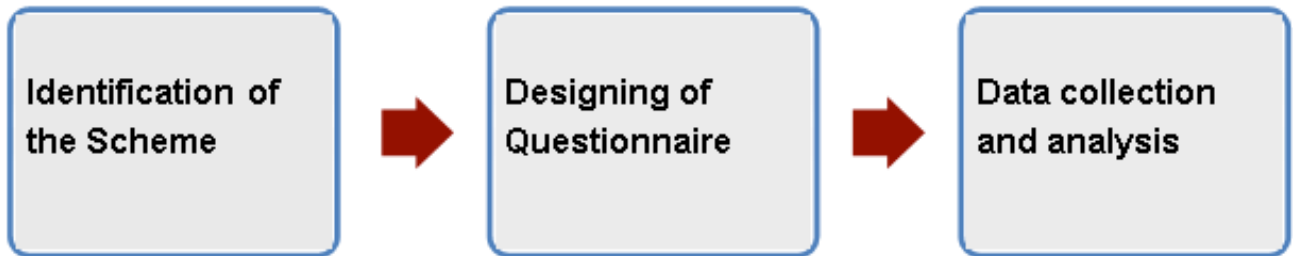 Identification of
the Scheme
Designing of
Questionnaire
Data collection
and analysis